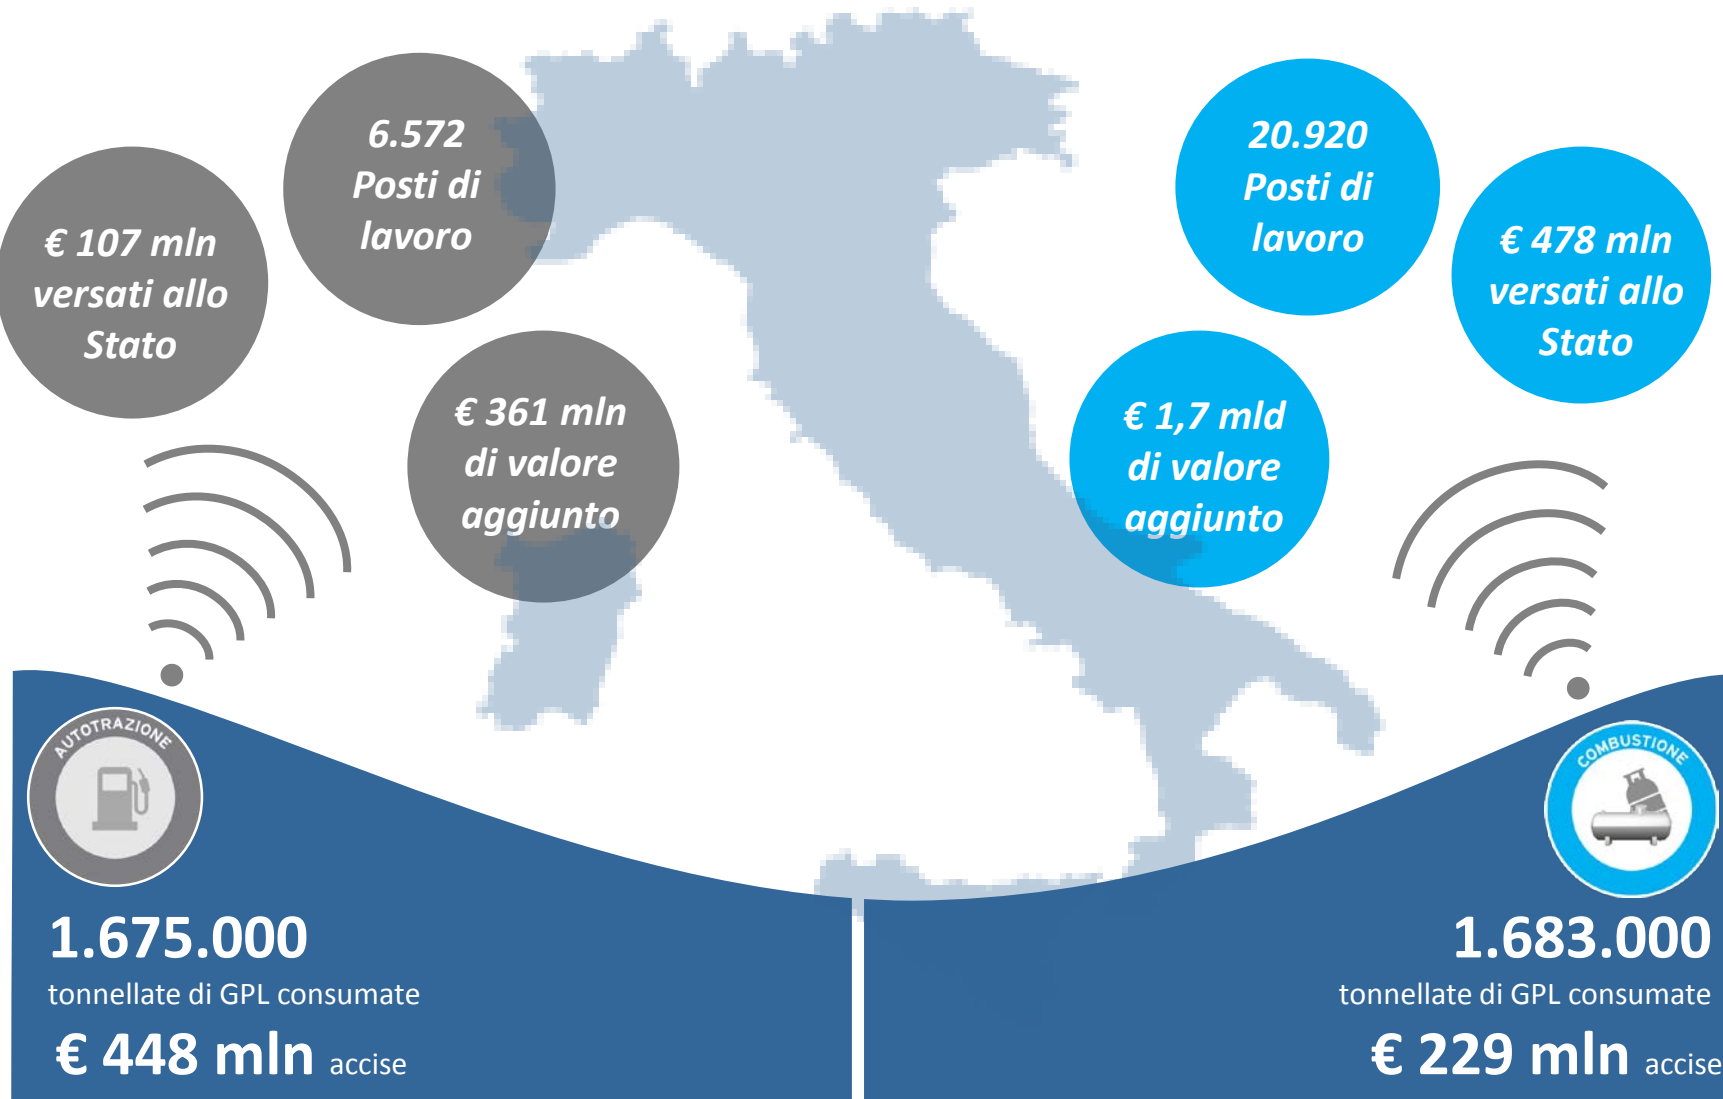 6.572
Posti di
lavoro
€ 107 mln
versati allo
Stato
€ 361 mln
di valore
aggiunto
20.920
Posti di
lavoro
€ 478 mln
versati allo
Stato
€ 1,7 mld
di valore
aggiunto
AUTOTRAZIONE
1.675.000
tonnellate di GPL consumate
€ 448 mln accise
COMBUSTIONE
1.683.000
tonnellate di GPL consumate
€ 229 mln accise